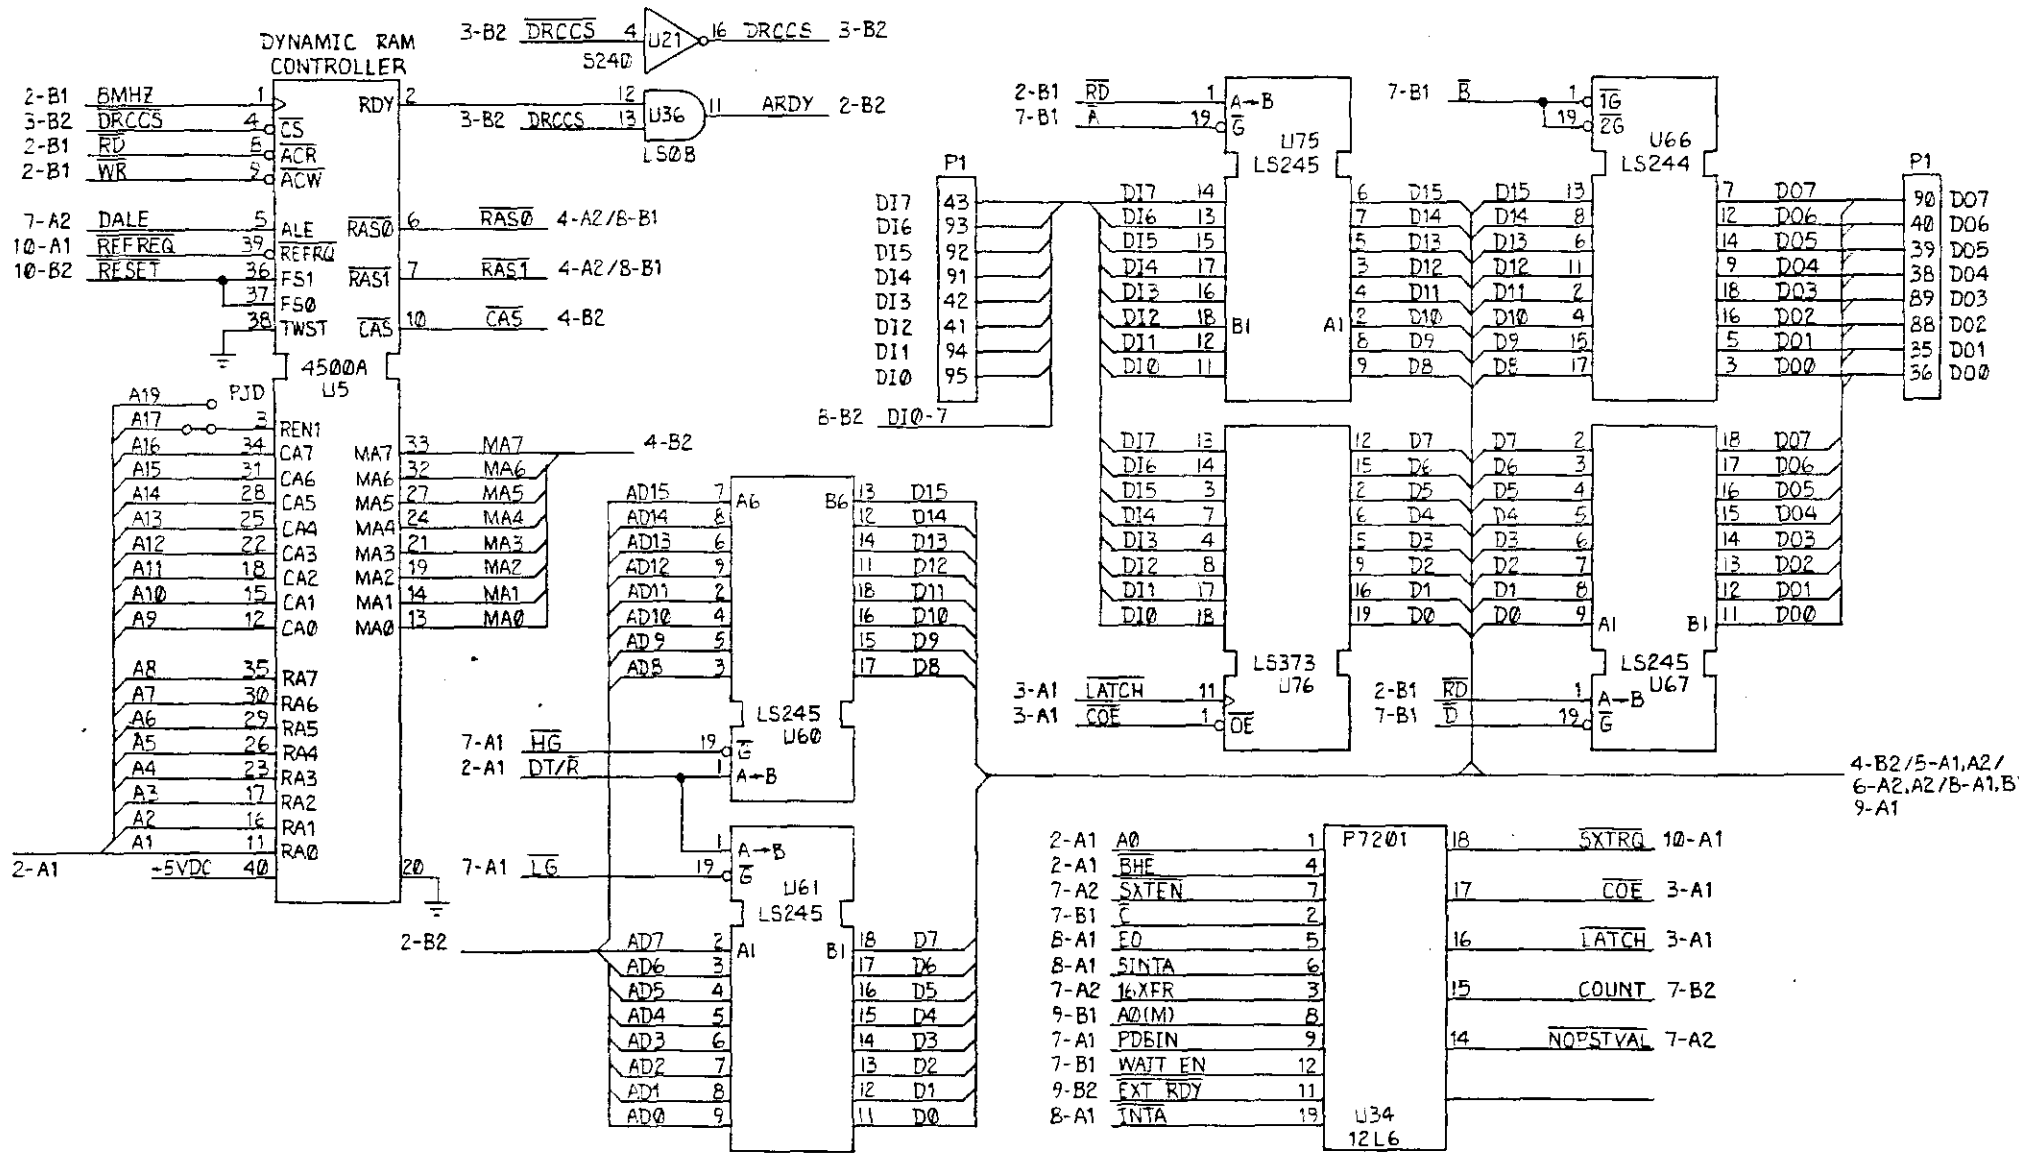 DYNAMIC RAM
CONTROLLER
2-B1 8MHZ 1
3-B2 DRCCS 4 CS
2-B1 RD 8 ACR
2-B1 WR 9 ACW
RDY 2
7-A2 DALE 5 ALE
10-A1 REFREQ 39 REFRQ
10-B2 RESET 36 FS1
37 FS0
38 TWST
RAS0 6 RAS0 4-A2/8-B1
RAS1 7 RAS1 4-A2/8-B1
CAS 10 CAS 4-B2
4500A
U5
A19 PJD
A17 3 REN1
A16 34 CA7
A15 31 CA6
A14 28 CA5
A13 25 CA4
A12 22 CA3
A11 18 CA2
A10 15 CA1
A9 12 CA0
MA7 33 MA7 4-B2
MA6 32 MA6
MA5 27 MA5
MA4 24 MA4
MA3 21 MA3
MA2 19 MA2
MA1 14 MA1
MA0 13 MA0
A8 35 RA7
A7 30 RA6
A6 29 RA5
A5 26 RA4
A4 23 RA3
A3 17 RA2
A2 16 RA1
A1 11 RA0
2-A1
+5VDC 40
20
3-B2 DRCCS 4 U21 16 DRCCS 3-B2
S240
12 U36 11 ARDY 2-B2
3-B2 DRCCS 13
LS08
AD15 7 A6 B6 13 D15
AD14 8 12 D14
AD13 6 14 D13
AD12 9 11 D12
AD11 2 18 D11
AD10 4 16 D10
AD9 5 15 D9
AD8 3 17 D8
LS245
U60
7-A1 HG 19 G
2-A1 DT/R 1 A→B
1 A→B
7-A1 LG 19 G
U61
LS245
2-B2
AD7 2 A1 B1 18 D7
AD6 3 17 D6
AD5 4 16 D5
AD4 5 15 D4
AD3 6 14 D3
AD2 7 13 D2
AD1 8 12 D1
AD0 9 11 D0
P1
DI7 43
DI6 93
DI5 92
DI4 91
DI3 42
DI2 41
DI1 94
DI0 95
8-B2 DI0-7
2-B1 RD 1 A→B
7-B1 A 19 G
U75
LS245
DI7 14 6 D15
DI6 13 7 D14
DI5 15 5 D13
DI4 17 3 D12
DI3 16 4 D11
DI2 18 B1 A1 2 D10
DI1 12 8 D9
DI0 11 9 D8
7-B1 B 1 1G
19 2G
U66
LS244
D15 13 7 DO7
D14 8 12 DO6
D13 6 14 DO5
D12 11 9 DO4
D11 2 18 DO3
D10 4 16 DO2
D9 15 5 DO1
D8 17 3 DO0
P1
90 DO7
40 DO6
39 DO5
38 DO4
89 DO3
88 DO2
35 DO1
36 DO0
DI7 13 12 D7
DI6 14 15 D6
DI5 3 2 D5
DI4 7 6 D4
DI3 4 5 D3
DI2 8 9 D2
DI1 17 16 D1
DI0 18 19 D0
LS373
U76
3-A1 LATCH 11
3-A1 COE 1 OE
D7 2 18 DO7
D6 3 17 DO6
D5 4 16 DO5
D4 5 15 DO4
D3 6 14 DO3
D2 7 13 DO2
D1 8 12 DO1
D0 9 A1 B1 11 DO0
LS245
U67
2-B1 RD 1 A→B
7-B1 D 19 G
4-B2/5-A1,A2/
6-A2,A2/8-A1,B
9-A1
P7201
2-A1 A0 1
2-A1 BHE 4
7-A2 SXTEN 7
7-B1 C 2
8-A1 EO 5
8-A1 SINTA 6
7-A2 16XFR 3
9-B1 A0(M) 8
7-A1 PDBIN 9
7-B1 WAIT EN 12
9-B2 EXT RDY 11
8-A1 INTA 19
18 SXTRQ 10-A1
17 COE 3-A1
16 LATCH 3-A1
15 COUNT 7-B2
14 NOPSTVAL 7-A2
U34
12L6